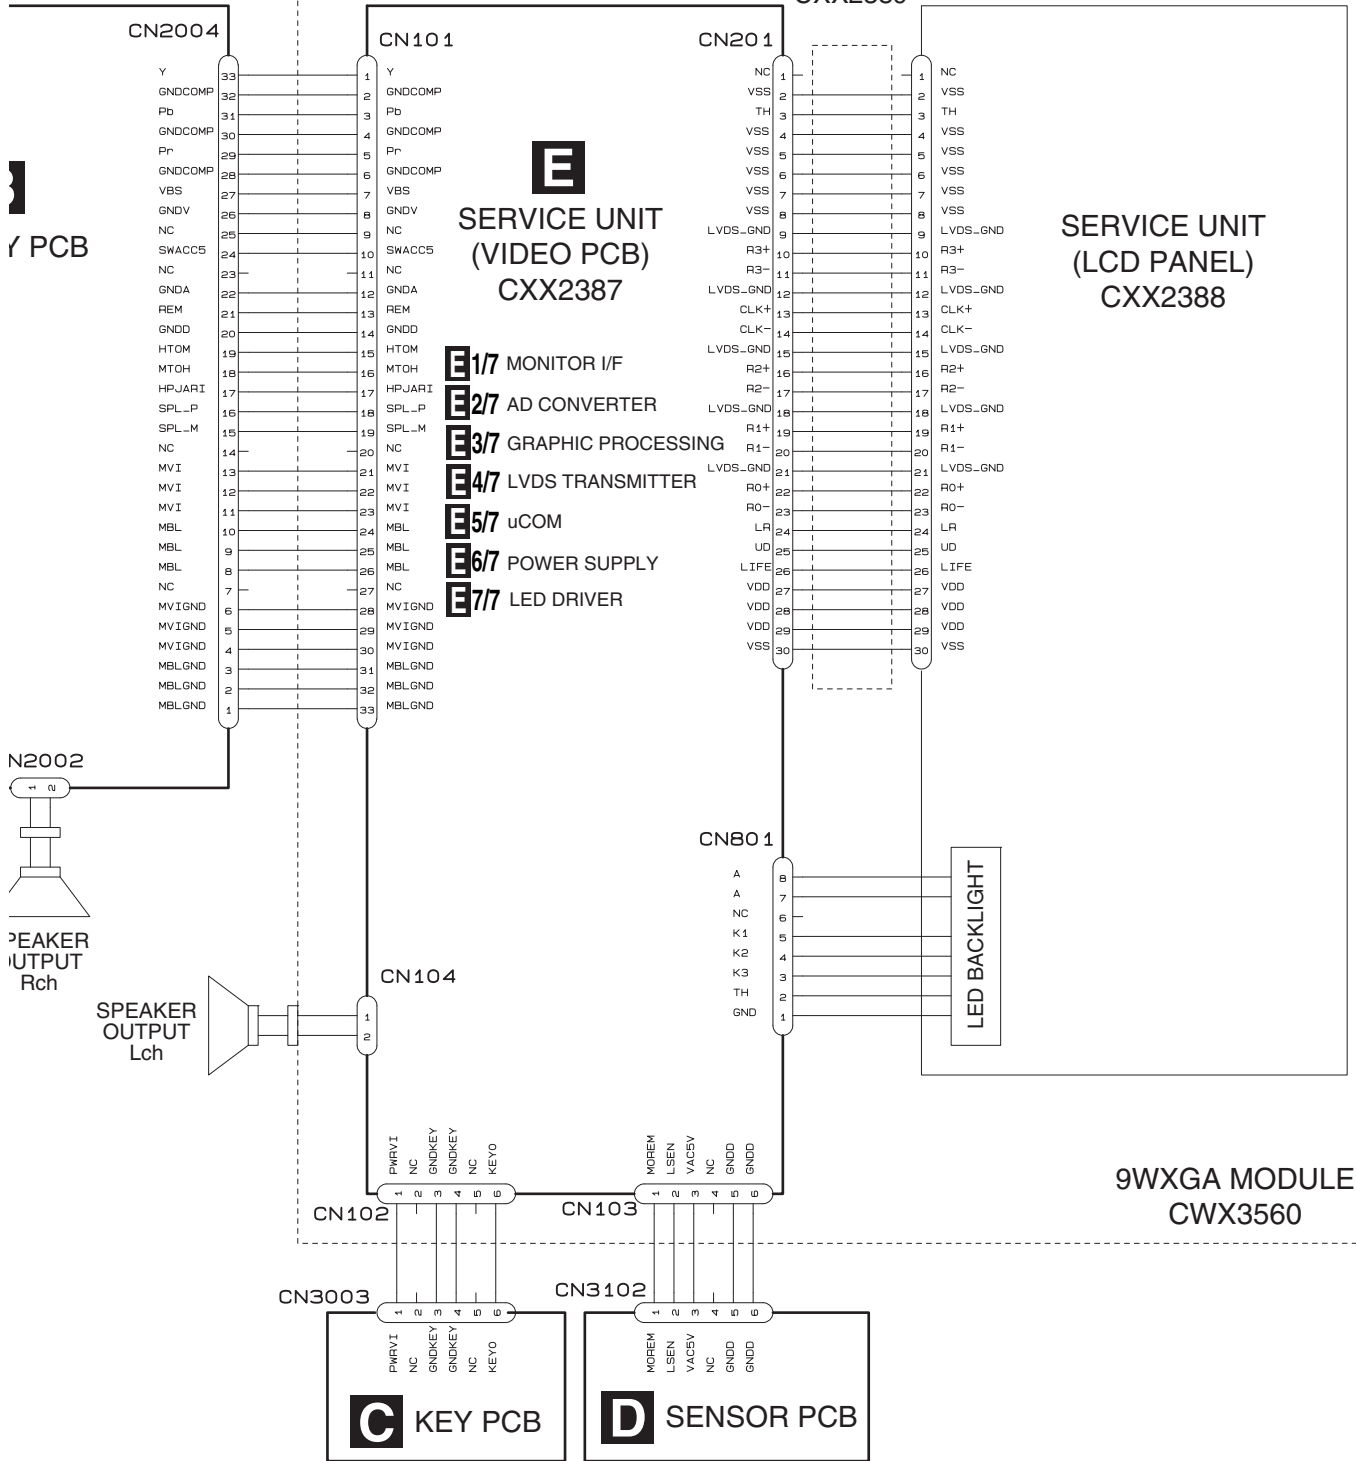 CN2004
Y 33
GNDCOMP 32
Pb 31
GNDCOMP 30
Pr 29
GNDCOMP 28
VBS 27
GNDV 26
NC 25
SWACC5 24
NC 23
GNDA 22
REM 21
GNDD 20
HTOM 19
MTOH 18
HPJARI 17
SPL_P 16
SPL_M 15
NC 14
MVI 13
MVI 12
MVI 11
MBL 10
MBL 9
MBL 8
NC 7
MVIGND 6
MVIGND 5
MVIGND 4
MBLGND 3
MBLGND 2
MBLGND 1
Y PCB
N2002
1 2
PEAKER
UTPUT
Rch
CN101
1 Y
2 GNDCOMP
3 Pb
4 GNDCOMP
5 Pr
6 GNDCOMP
7 VBS
8 GNDV
9 NC
10 SWACC5
11 NC
12 GNDA
13 REM
14 GNDD
15 HTOM
16 MTOH
17 HPJARI
18 SPL_P
19 SPL_M
20 NC
21 MVI
22 MVI
23 MVI
24 MBL
25 MBL
26 MBL
27 NC
28 MVIGND
29 MVIGND
30 MVIGND
31 MBLGND
32 MBLGND
33 MBLGND
E
SERVICE UNIT
(VIDEO PCB)
CXX2387
E 1/7 MONITOR I/F
E 2/7 AD CONVERTER
E 3/7 GRAPHIC PROCESSING
E 4/7 LVDS TRANSMITTER
E 5/7 uCOM
E 6/7 POWER SUPPLY
E 7/7 LED DRIVER
CN201
NC 1
VSS 2
TH 3
VSS 4
VSS 5
VSS 6
VSS 7
VSS 8
LVDS_GND 9
R3+ 10
R3- 11
LVDS_GND 12
CLK+ 13
CLK- 14
LVDS_GND 15
R2+ 16
R2- 17
LVDS_GND 18
R1+ 19
R1- 20
LVDS_GND 21
R0+ 22
R0- 23
LR 24
UD 25
LIFE 26
VDD 27
VDD 28
VDD 29
VSS 30
1 NC
2 VSS
3 TH
4 VSS
5 VSS
6 VSS
7 VSS
8 VSS
9 LVDS_GND
10 R3+
11 R3-
12 LVDS_GND
13 CLK+
14 CLK-
15 LVDS_GND
16 R2+
17 R2-
18 LVDS_GND
19 R1+
20 R1-
21 LVDS_GND
22 R0+
23 R0-
24 LR
25 UD
26 LIFE
27 VDD
28 VDD
29 VDD
30 VSS
SERVICE UNIT
(LCD PANEL)
CXX2388
CN801
A 8
A 7
NC 6
K1 5
K2 4
K3 3
TH 2
GND 1
LED BACKLIGHT
CN104
1
2
SPEAKER
OUTPUT
Lch
PWRVI NC GNDKEY GNDKEY NC KEY0
1 2 3 4 5 6
CN102
MOREM LSEN VAC5V NC GNDD GNDD
1 2 3 4 5 6
CN103
9WXGA MODULE
CWX3560
CN3003
1 2 3 4 5 6
PWRVI NC GNDKEY GNDKEY NC KEY0
C KEY PCB
CN3102
1 2 3 4 5 6
MOREM LSEN VAC5V NC GNDD GNDD
D SENSOR PCB